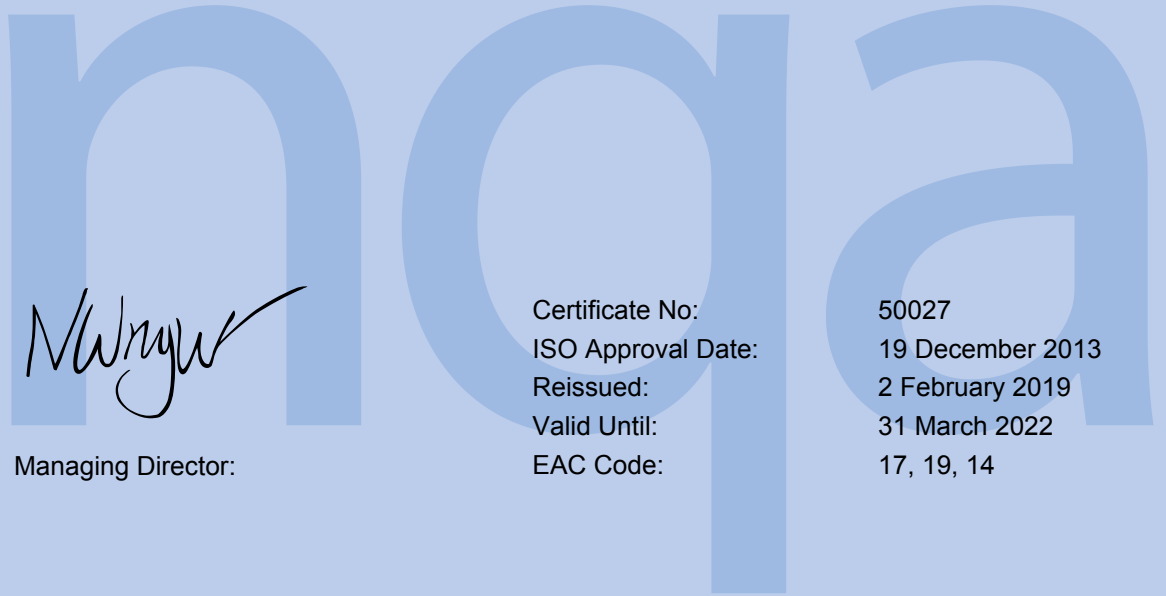 nqa
Certificate No: 50027
ISO Approval Date: 19 December 2013
Reissued: 2 February 2019
Valid Until: 31 March 2022
Managing Director:
EAC Code: 17, 19, 14